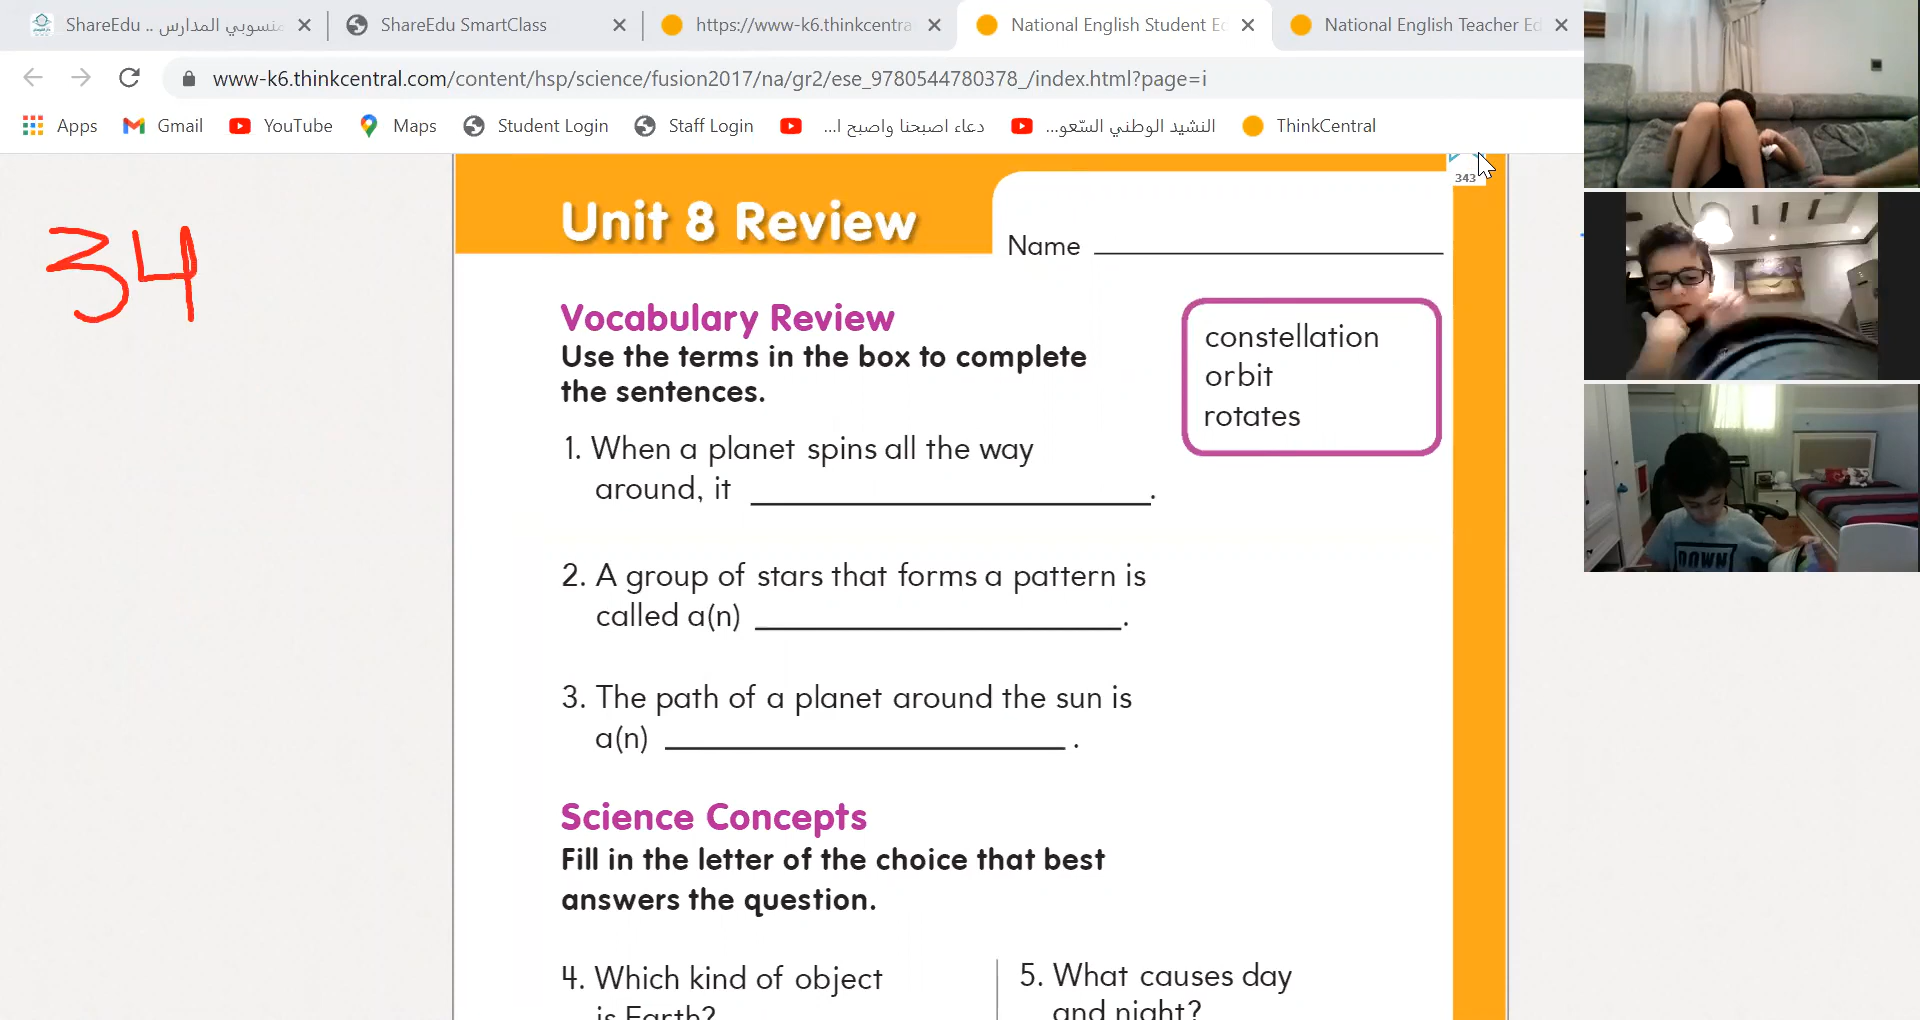 ShareEdu .. منسوبي المدارس
ShareEdu SmartClass
https://www-k6.thinkcentra
National English Student Ec
National English Teacher Ed
www-k6.thinkcentral.com/content/hsp/science/fusion2017/na/gr2/ese_9780544780378_/index.html?page=i
Apps
Gmail
YouTube
Maps
Student Login
Staff Login
دعاء اصبحنا واصبح ا...
النشيد الوطني السّعو...
ThinkCentral
343
34
Unit 8 Review
Name
Vocabulary Review
Use the terms in the box to complete
the sentences.
constellation
orbit
rotates
1. When a planet spins all the way
around, it ____.
2. A group of stars that forms a pattern is
called a(n) ____.
3. The path of a planet around the sun is
a(n) ____ .
Science Concepts
Fill in the letter of the choice that best
answers the question.
4. Which kind of object
is Earth?
5. What causes day
and night?
DOWN